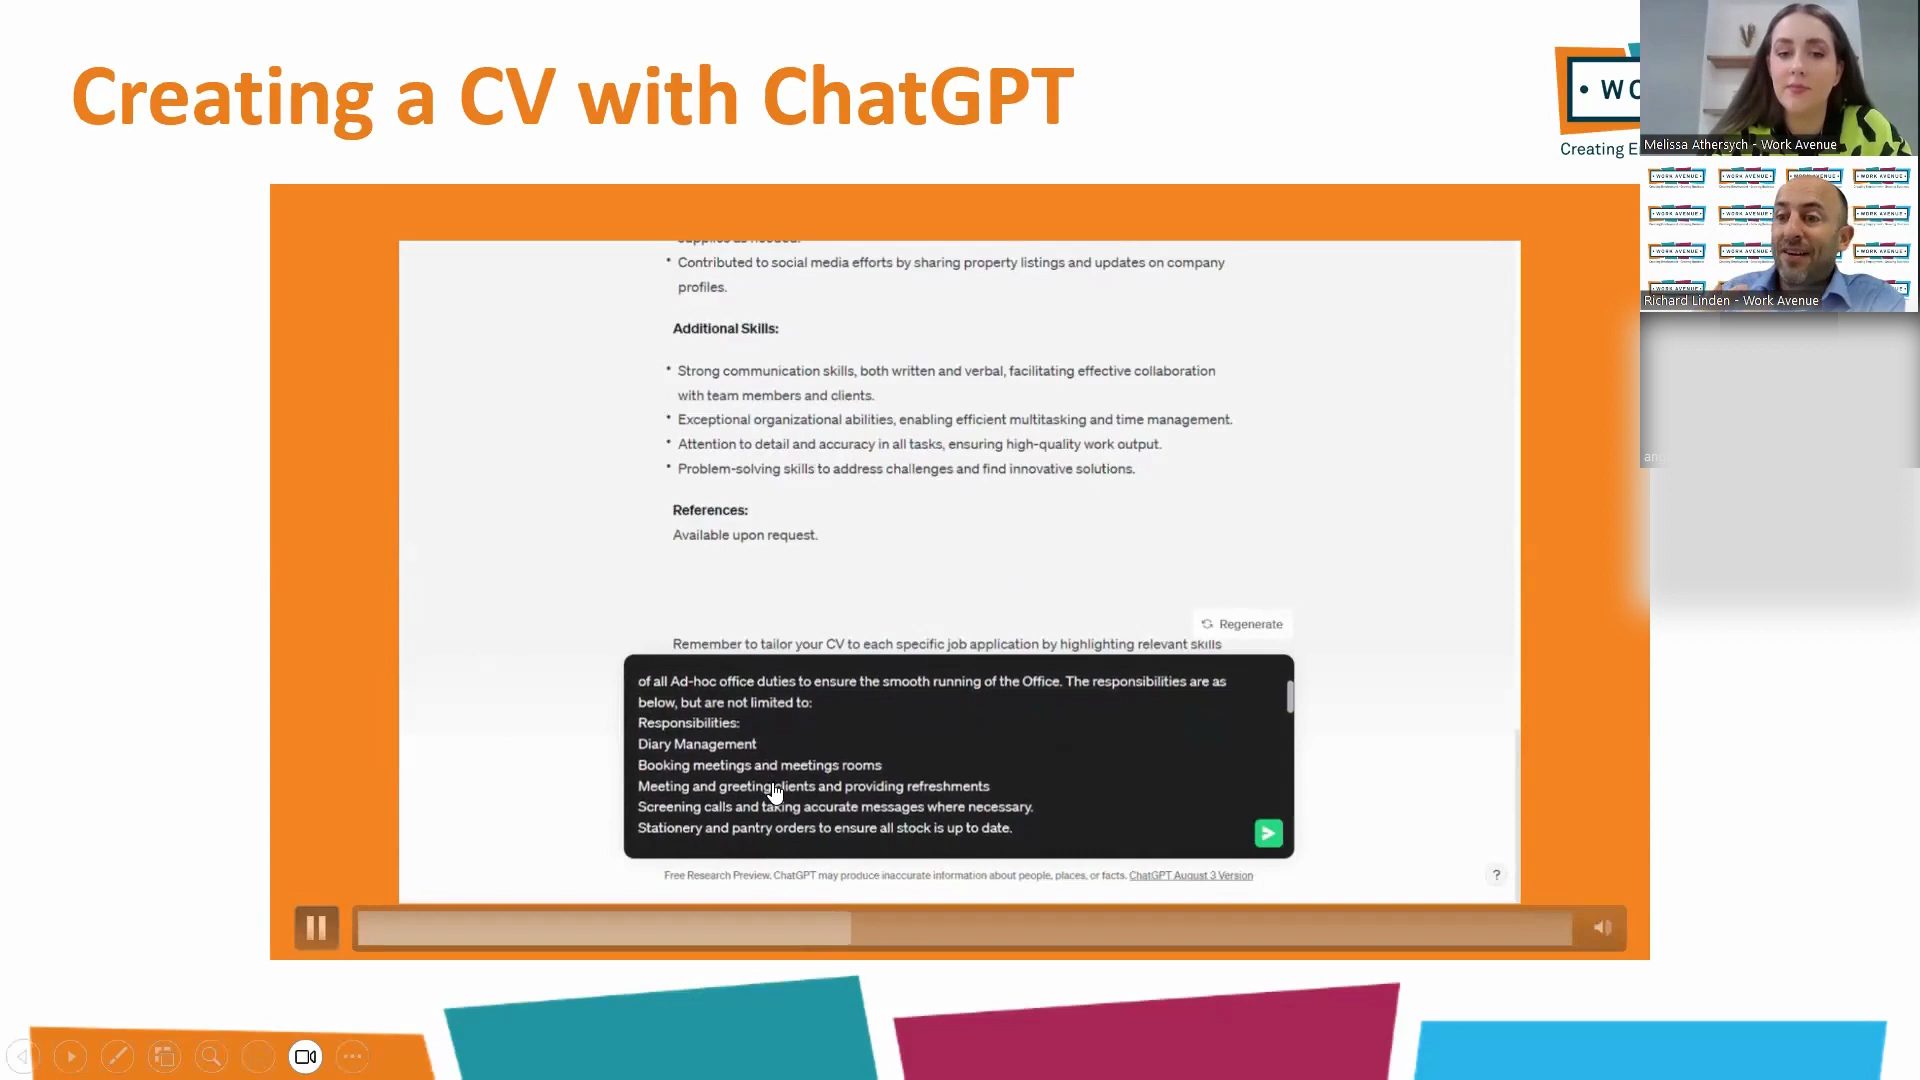 Creating a CV with ChatGPT
• WO
Creating E
Melissa Athersych - Work Avenue
• WORK AVENUE •
Richard Linden - Work Avenue
supplies as needed.
• Contributed to social media efforts by sharing property listings and updates on company
profiles.
Additional Skills:
• Strong communication skills, both written and verbal, facilitating effective collaboration
with team members and clients.
• Exceptional organizational abilities, enabling efficient multitasking and time management.
• Attention to detail and accuracy in all tasks, ensuring high-quality work output.
• Problem-solving skills to address challenges and find innovative solutions.
References:
Available upon request.
Regenerate
Remember to tailor your CV to each specific job application by highlighting relevant skills
of all Ad-hoc office duties to ensure the smooth running of the Office. The responsibilities are as
below, but are not limited to:
Responsibilities:
Diary Management
Booking meetings and meetings rooms
Meeting and greeting clients and providing refreshments
Screening calls and taking accurate messages where necessary.
Stationery and pantry orders to ensure all stock is up to date.
Free Research Preview. ChatGPT may produce inaccurate information about people, places, or facts. ChatGPT August 3 Version
?